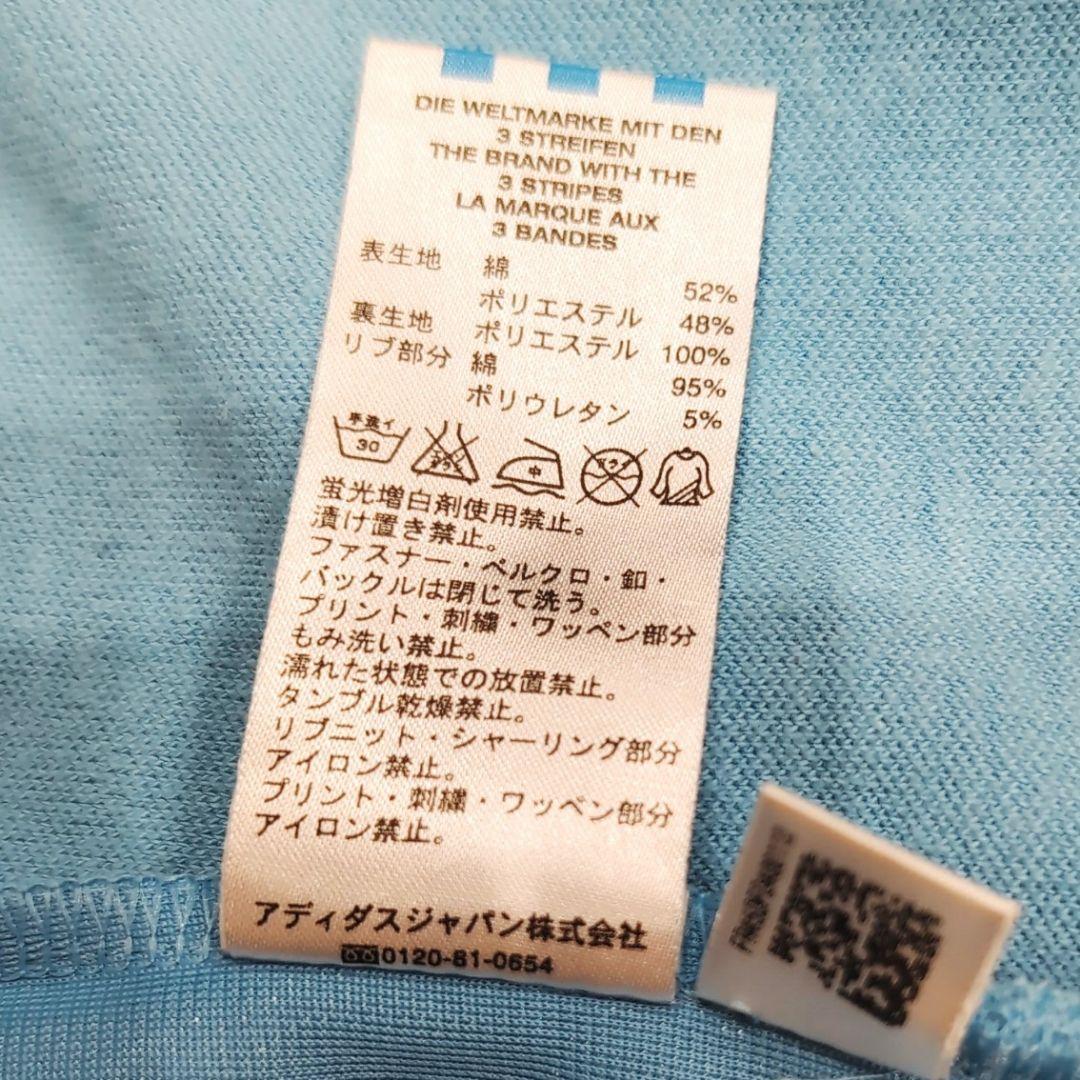 DIE WELTMARKE MIT DEN
3 STREIFEN
THE BRAND WITH THE
3 STRIPES
LA MARQUE AUX
3 BANDES
表生地 綿 52%
ポリエステル 48%
裏生地 ポリエステル 100%
リブ部分 綿 95%
ポリウレタン 5%
手洗イ
30
中
蛍光増白剤使用禁止。
漬け置き禁止。
ファスナー・ベルクロ・釦・
バックルは閉じて洗う。
プリント・刺繍・ワッペン部分
もみ洗い禁止。
濡れた状態での放置禁止。
タンブル乾燥禁止。
リブニット・シャーリング部分
アイロン禁止。
プリント・刺繍・ワッペン部分
アイロン禁止。
アディダスジャパン株式会社
0120-81-0654